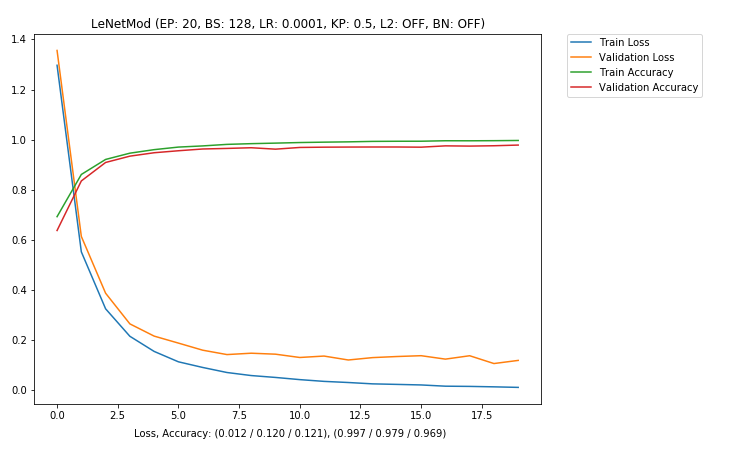 LeNetMod (EP: 20, BS: 128, LR: 0.0001, KP: 0.5, L2: OFF, BN: OFF)
Train Loss
Validation Loss
Train Accuracy
Validation Accuracy
1.4
1.2
1.0
0.8
0.6
0.4
0.2
0.0
0.0 2.5 5.0 7.5 10.0 12.5 15.0 17.5
Loss, Accuracy: (0.012 / 0.120 / 0.121), (0.997 / 0.979 / 0.969)